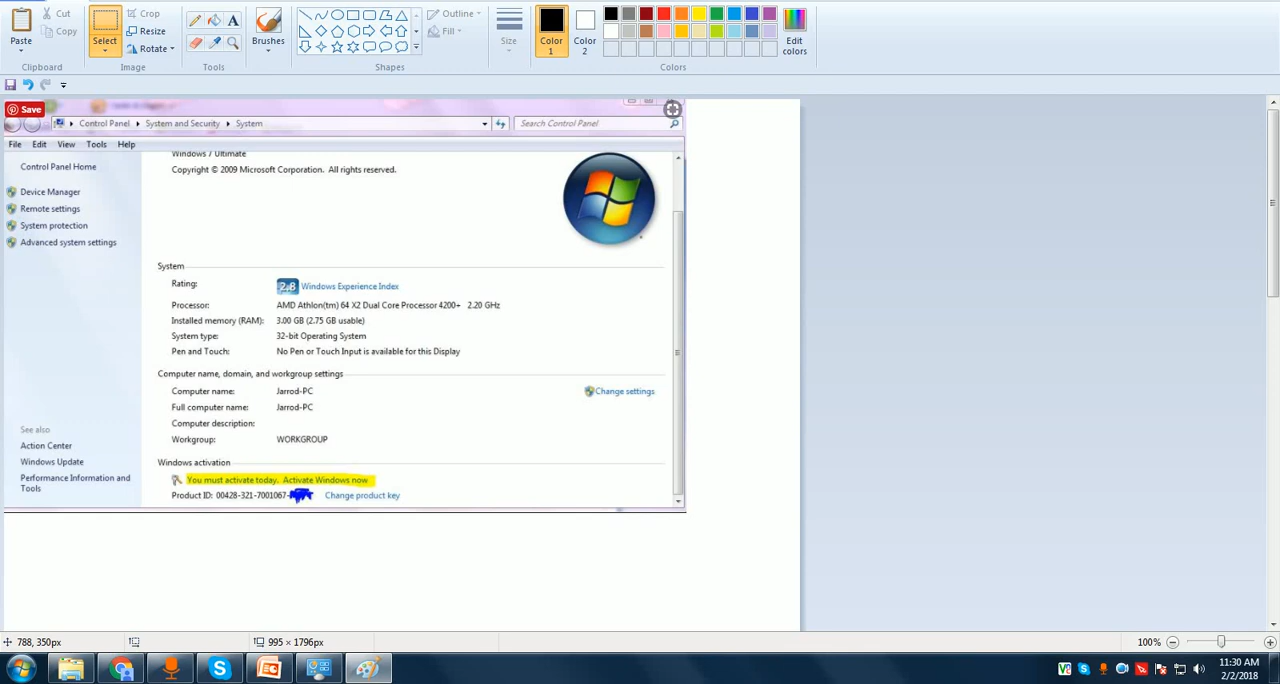 Paste
Cut
Copy
Clipboard
Select
Crop
Resize
Rotate
Image
Tools
Brushes
Shapes
Outline
Fill
Size
Color 1
Color 2
Edit colors
Colors
Save
Control Panel System and Security System
Search Control Panel
File Edit View Tools Help
Control Panel Home
Device Manager
Remote settings
System protection
Advanced system settings
See also
Action Center
Windows Update
Performance Information and Tools
Windows 7 Ultimate
Copyright © 2009 Microsoft Corporation. All rights reserved.
System
Rating: 2.8 Windows Experience Index
Processor: AMD Athlon(tm) 64 X2 Dual Core Processor 4200+ 2.20 GHz
Installed memory (RAM): 3.00 GB (2.75 GB usable)
System type: 32-bit Operating System
Pen and Touch: No Pen or Touch Input is available for this Display
Computer name, domain, and workgroup settings
Computer name: Jarrod-PC Change settings
Full computer name: Jarrod-PC
Computer description:
Workgroup: WORKGROUP
Windows activation
You must activate today. Activate Windows now
Product ID: 00428-321-7001067- Change product key
788, 350px
995 × 1796px
100%
11:30 AM
2/2/2018